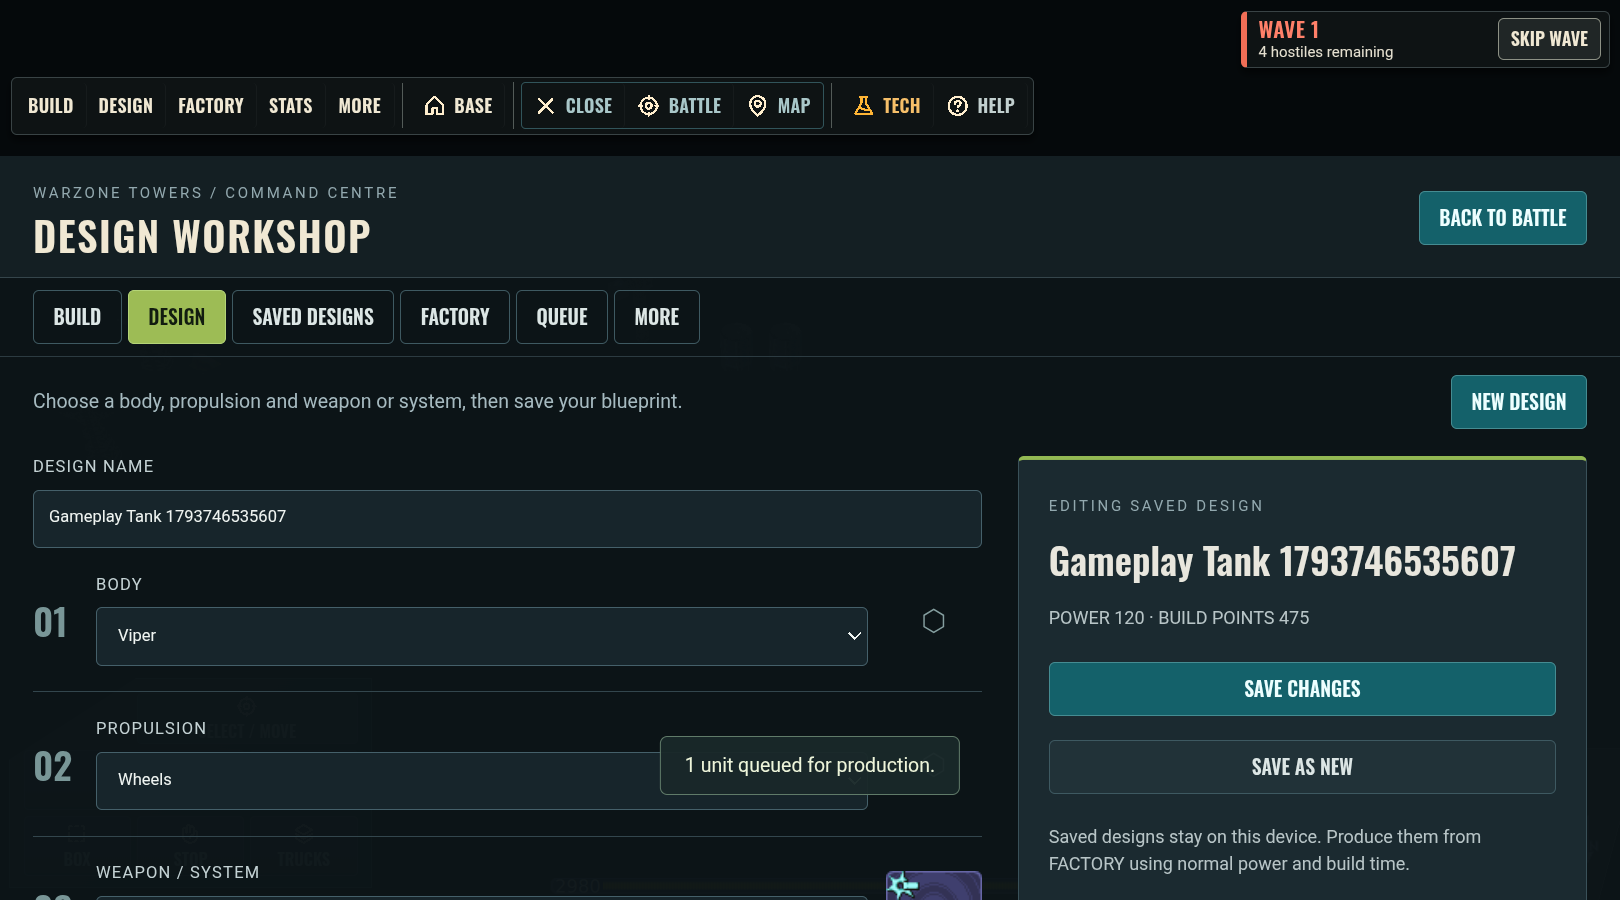 WAVE 1
4 hostiles remaining
SKIP WAVE
BUILD DESIGN FACTORY STATS MORE BASE CLOSE BATTLE MAP TECH HELP
WARZONE TOWERS / COMMAND CENTRE
DESIGN WORKSHOP
BACK TO BATTLE
BUILD DESIGN SAVED DESIGNS FACTORY QUEUE MORE
Choose a body, propulsion and weapon or system, then save your blueprint.
NEW DESIGN
DESIGN NAME
Gameplay Tank 1793746535607
BODY
01
Viper
PROPULSION
02
Wheels
WEAPON / SYSTEM
1 unit queued for production.
EDITING SAVED DESIGN
Gameplay Tank 1793746535607
POWER 120 · BUILD POINTS 475
SAVE CHANGES
SAVE AS NEW
Saved designs stay on this device. Produce them from
FACTORY using normal power and build time.